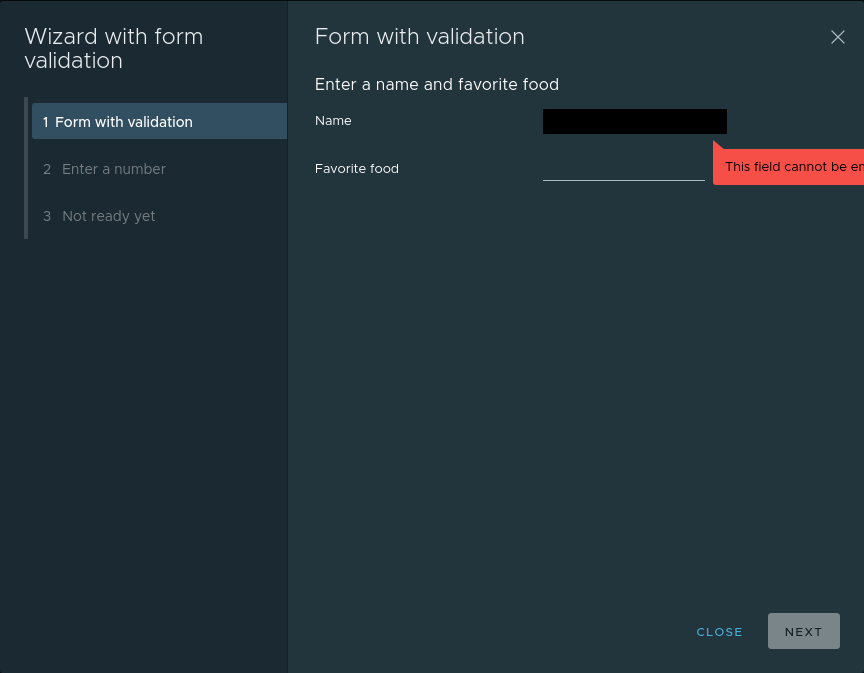 Wizard with form
validation
1 Form with validation
2 Enter a number
3 Not ready yet
Form with validation
Enter a name and favorite food
Name
This field cannot be
Favorite food
CLOSE
NEXT